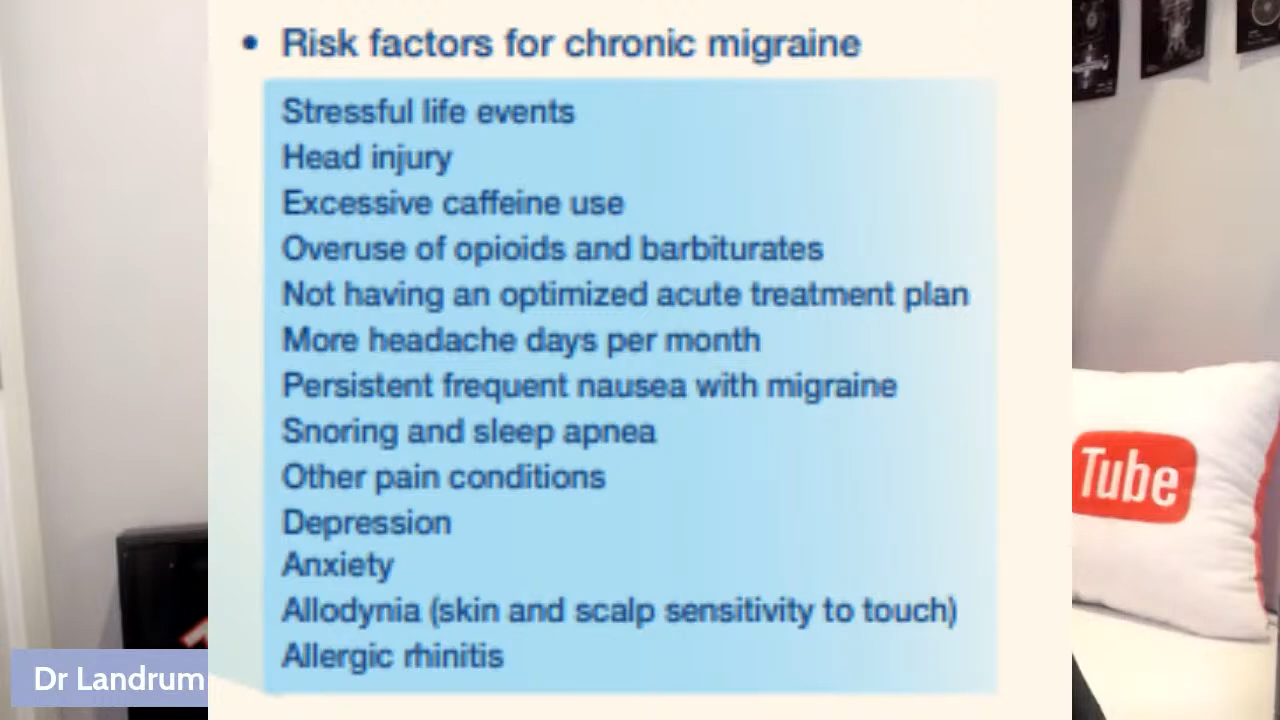 • Risk factors for chronic migraine
Stressful life events
Head injury
Excessive caffeine use
Overuse of opioids and barbiturates
Not having an optimized acute treatment plan
More headache days per month
Persistent frequent nausea with migraine
Snoring and sleep apnea
Other pain conditions
Depression
Anxiety
Allodynia (skin and scalp sensitivity to touch)
Allergic rhinitis
Tube
Dr Landrum